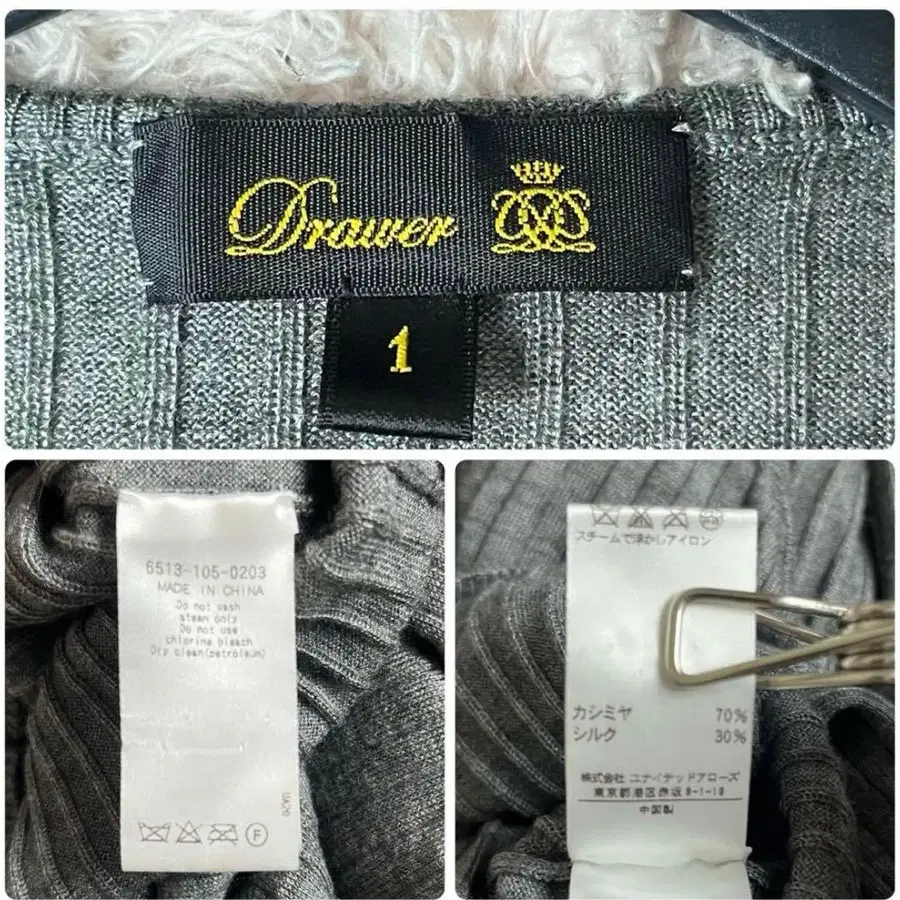 Drawer
1
6513-105-0203
MADE IN CHINA
Do not wash
steam only
Do not use
chlorine bleach
Dry clean(petroleum)
F
スチームで浮かしアイロン
カシミヤ 70%
シルク 30%
株式会社 ユナイテッドアローズ
東京都港区赤坂8-1-19
中国製